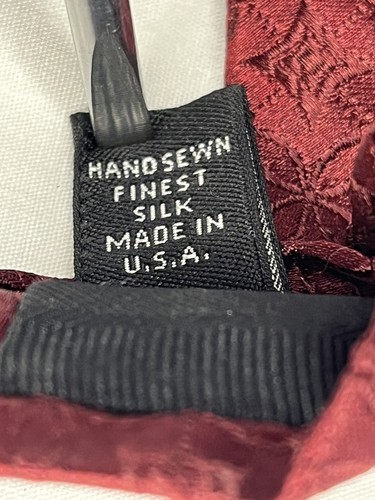 HANDSEWN
FINEST
SILK
MADE IN
U.S.A.